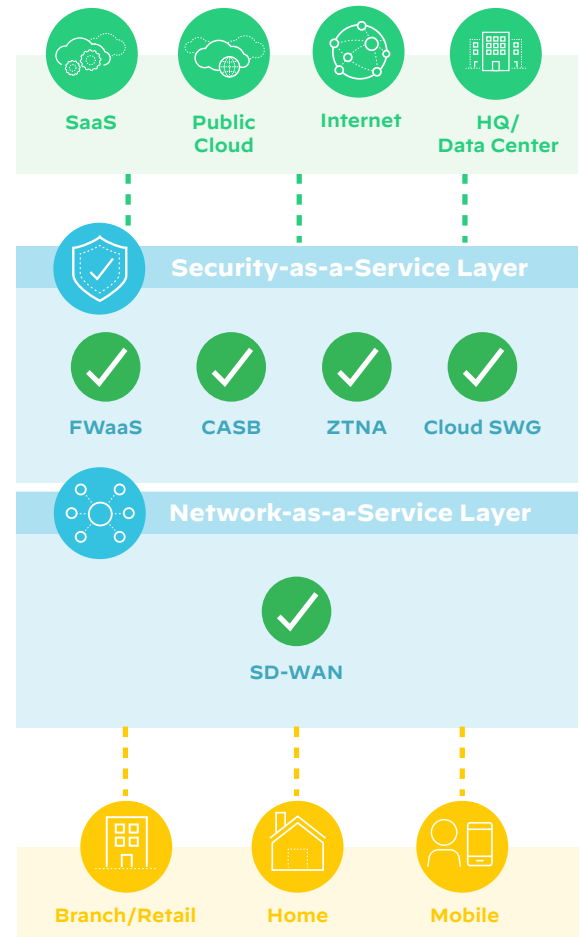 SaaS
Public
Cloud
Internet
HQ/
Data Center
Security-as-a-Service Layer
FWaaS
CASB
ZTNA
Cloud SWG
Network-as-a-Service Layer
SD-WAN
Branch/Retail
Home
Mobile